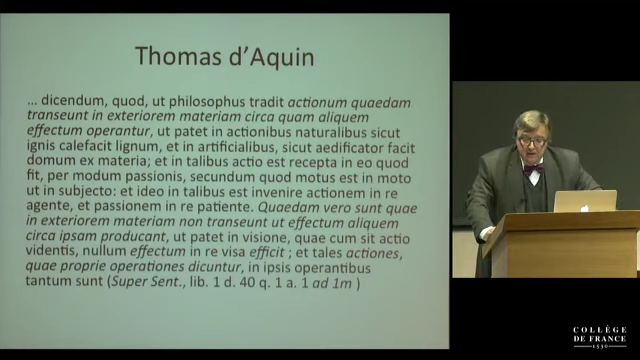 Thomas d'Aquin
… dicendum, quod, ut philosophus tradit actionum quaedam
transeunt in exteriorem materiam circa quam aliquem
effectum operantur, ut patet in actionibus naturalibus sicut
ignis calefacit lignum, et in artificialibus, sicut aedificator facit
domum ex materia; et in talibus actio est recepta in eo quod
fit, per modum passionis, secundum quod motus est in moto
ut in subjecto: et ideo in talibus est invenire actionem in re
agente, et passionem in re patiente. Quaedam vero sunt quae
in exteriorem materiam non transeunt ut effectum aliquem
circa ipsam producant, ut patet in visione, quae cum sit actio
videntis, nullum effectum in re visa efficit ; et tales actiones,
quae proprie operationes dicuntur, in ipsis operantibus
tantum sunt (Super Sent., lib. 1 d. 40 q. 1 a. 1 ad 1m )
COLLÈGE
DE FRANCE
1530